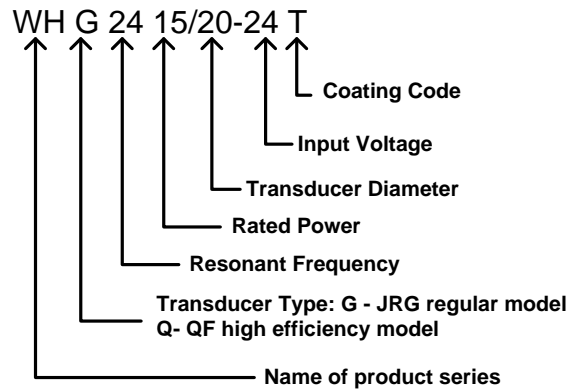 WH G 24 15/20-24 T
Coating Code
Input Voltage
Transducer Diameter
Rated Power
Resonant Frequency
Transducer Type: G - JRG regular model
Q- QF high efficiency model
Name of product series